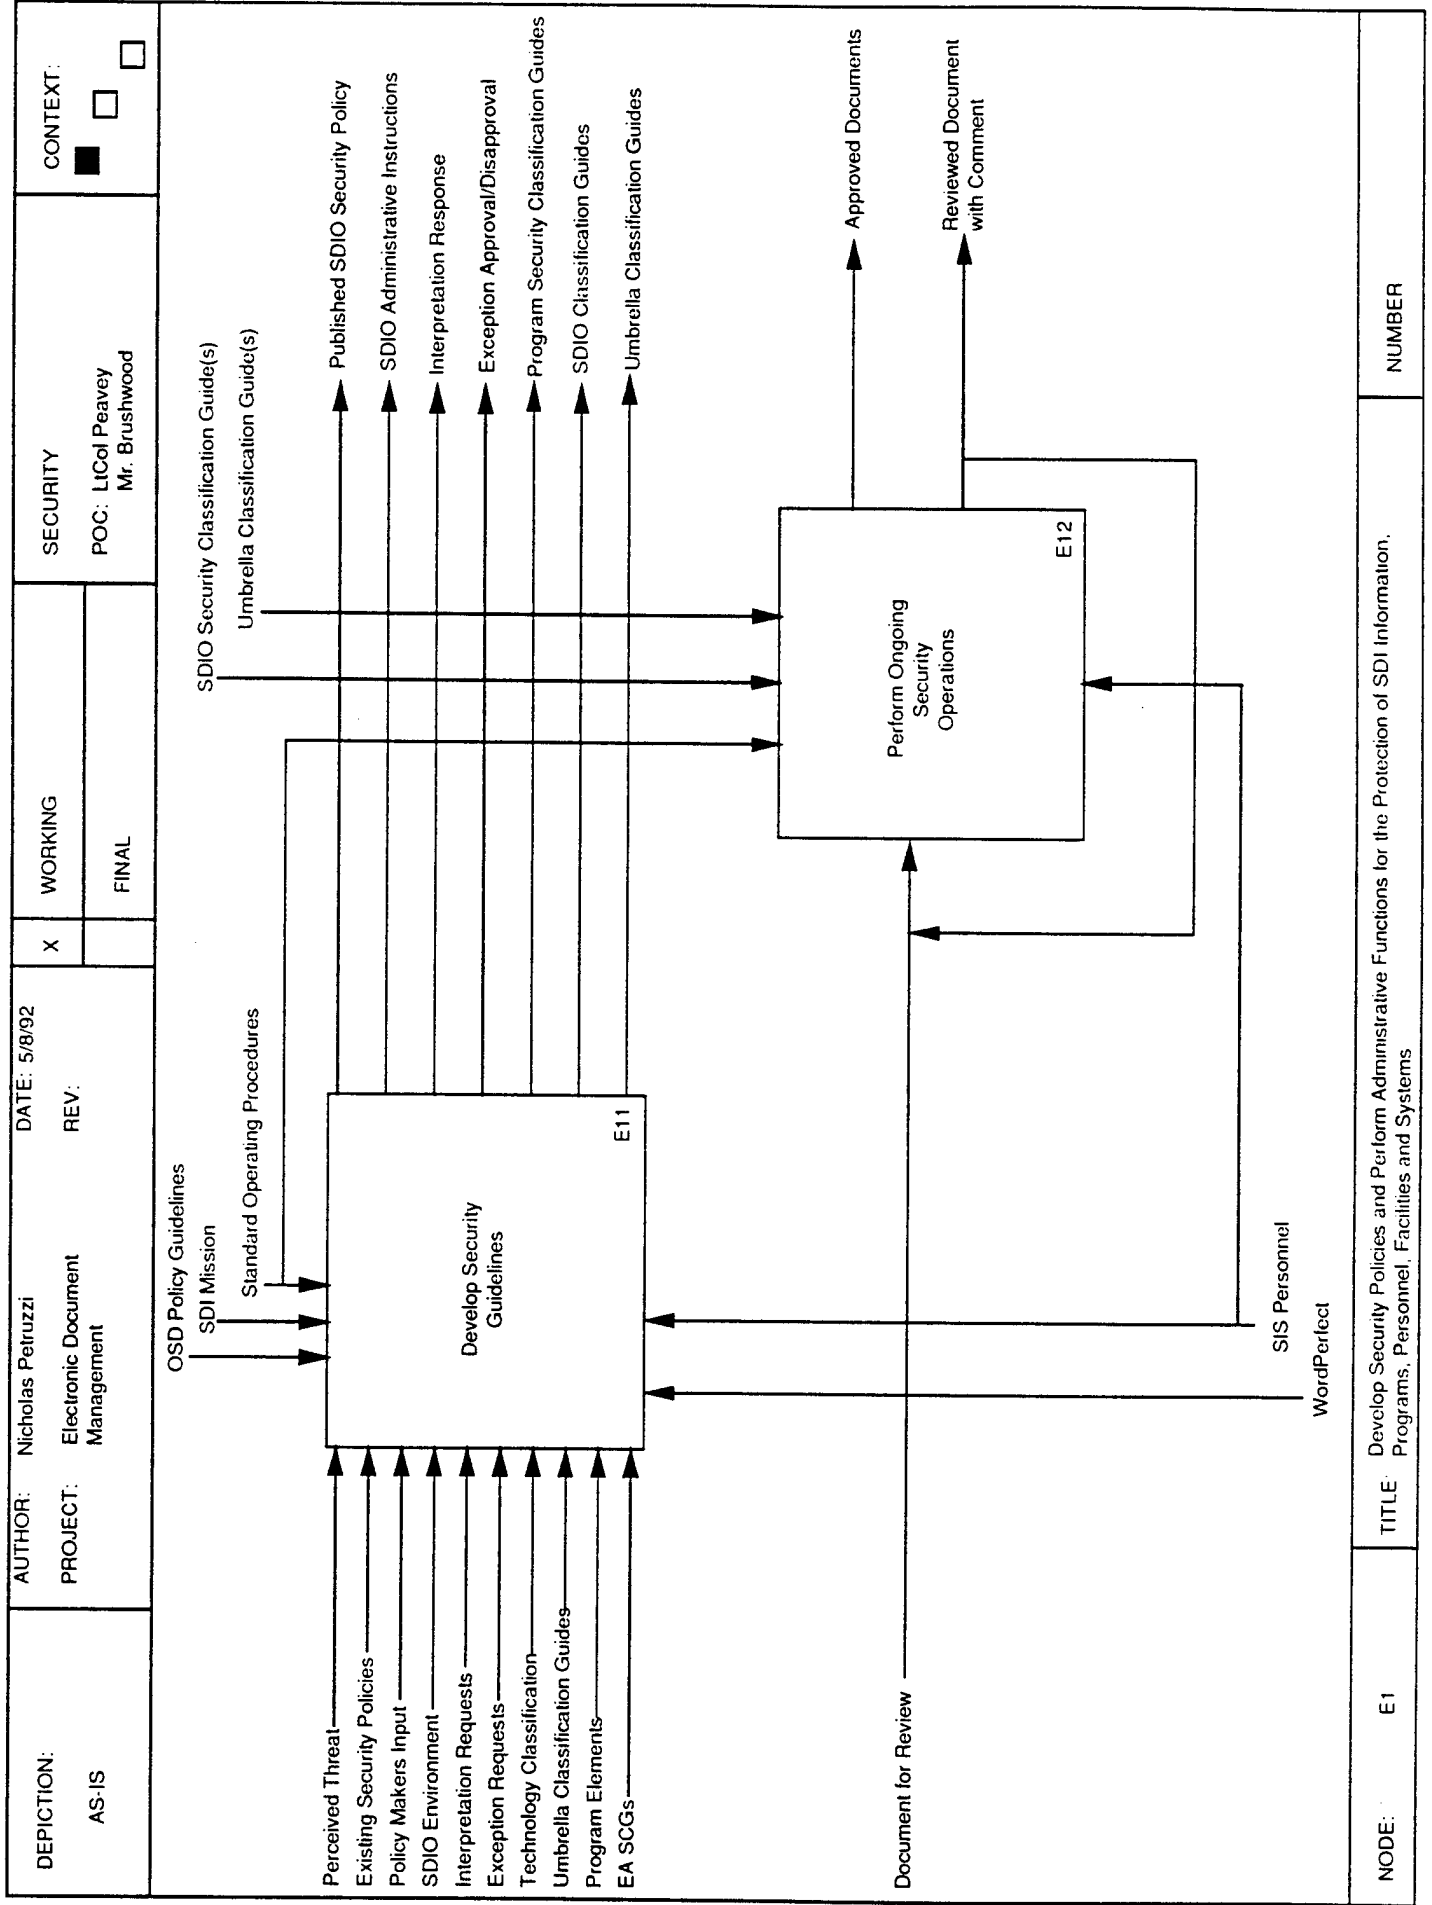 DEPICTION:
AS-IS
AUTHOR: Nicholas Petruzzi
DATE: 5/8/92
PROJECT: Electronic Document
Management
REV:
X
WORKING
FINAL
SECURITY
POC: LtCol Peavey
Mr. Brushwood
CONTEXT:
OSD Policy Guidelines
SDI Mission
Standard Operating Procedures
SDIO Security Classification Guide(s)
Umbrella Classification Guide(s)
Perceived Threat
Existing Security Policies
Policy Makers Input
SDIO Environment
Interpretation Requests
Exception Requests
Technology Classification
Umbrella Classification Guides
Program Elements
EA SCGs
Develop Security
Guidelines
E11
Published SDIO Security Policy
SDIO Administrative Instructions
Interpretation Response
Exception Approval/Disapproval
Program Security Classification Guides
SDIO Classification Guides
Umbrella Classification Guides
Document for Review
Perform Ongoing
Security
Operations
E12
Approved Documents
Reviewed Document
with Comment
SIS Personnel
WordPerfect
NODE: E1
TITLE: Develop Security Policies and Perform Administrative Functions for the Protection of SDI Information,
Programs, Personnel, Facilities and Systems
NUMBER